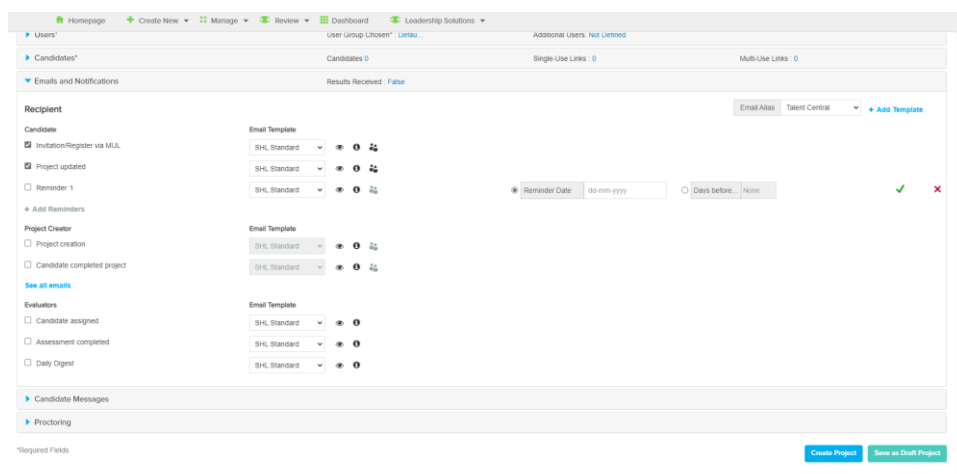 Homepage Create New Manage Review Dashboard Leadership Solutions
Users* User Group Chosen* : Defau... Additional Users: Not Defined
Candidates* Candidates 0 Single-Use Links : 0 Multi-Use Links : 0
Emails and Notifications Results Received : False
Recipient Email Alias Talent Central + Add Template
Candidate Email Template
Invitation/Register via MUL SHL Standard
Project updated SHL Standard
Reminder 1 SHL Standard Reminder Date dd-mm-yyyy Days before... None
+ Add Reminders
Project Creator Email Template
Project creation SHL Standard
Candidate completed project SHL Standard
See all emails
Evaluators Email Template
Candidate assigned SHL Standard
Assessment completed SHL Standard
Daily Digest SHL Standard
Candidate Messages
Proctoring
*Required Fields Create Project Save as Draft Project